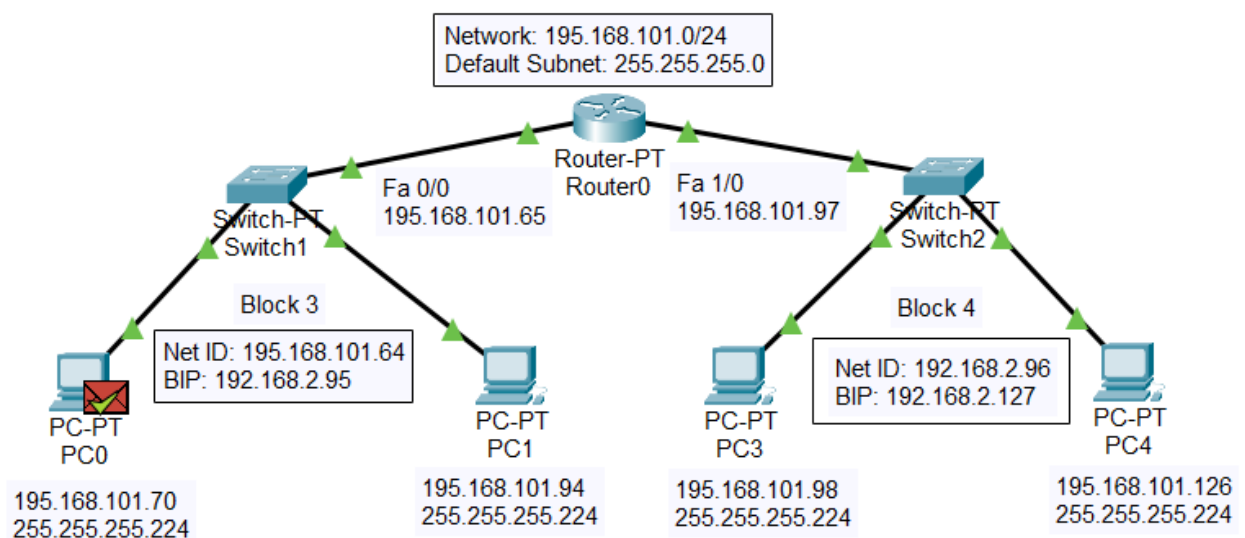 Network: 195.168.101.0/24
Default Subnet: 255.255.255.0
Router-PT
Router0
Fa 0/0
195.168.101.65
Fa 1/0
195.168.101.97
Switch-PT
Switch1
Switch-PT
Switch2
Block 3
Net ID: 195.168.101.64
BIP: 192.168.2.95
Block 4
Net ID: 192.168.2.96
BIP: 192.168.2.127
PC-PT
PC0
195.168.101.70
255.255.255.224
PC-PT
PC1
195.168.101.94
255.255.255.224
PC-PT
PC3
195.168.101.98
255.255.255.224
PC-PT
PC4
195.168.101.126
255.255.255.224